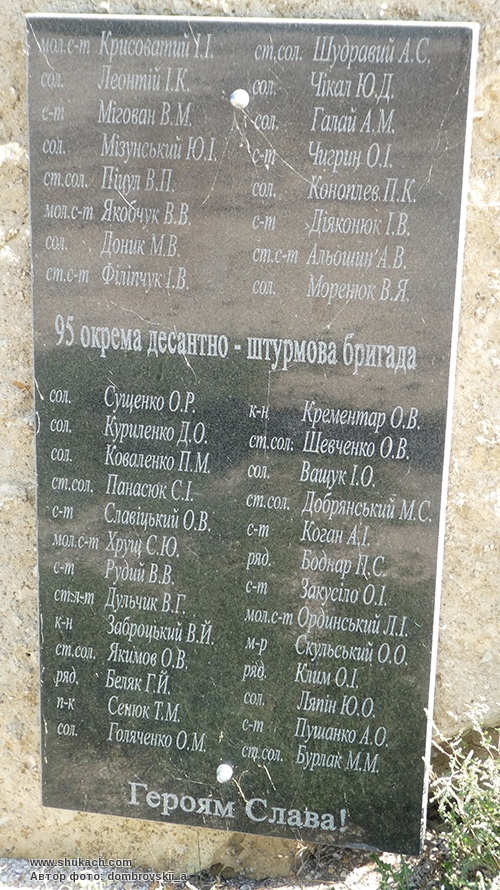 мол.с-т Крисоватий І.І.
сол. Леонтій І.К.
с-т Мігован В.М.
сол. Мізунський Ю.І.
ст.сол. Піцул В.П.
мол.с-т Якобчук В.В.
сол. Доник М.В.
ст.с-т Філіпчук І.В.
ст.сол. Шудравий А.С.
сол. Чікал Ю.Д.
сол. Галай А.М.
с-т Чигрин О.І.
сол. Коноплев П.К.
с-т Діяконюк І.В.
ст.с-т Альошин А.В.
сол. Моренюк В.Я.
95 окрема десантно - штурмова бригада
сол. Сущенко О.Р.
сол. Куриленко Д.О.
сол. Коваленко П.М.
ст.сол. Панасюк С.І.
с-т Славіцький О.В.
мол.с-т Хрущ С.Ю.
с-т Рудий В.В.
ст.л-т Дульчик В.Г.
к-н Заброцький В.Й.
ст.сол. Якимов О.В.
ряд. Беляк Г.Й.
п-к Сенюк Т.М.
сол. Голяченко О.М.
к-н Крементар О.В.
ст.сол. Шевченко О.В.
сол. Ващук І.О.
ст.сол. Добрянський М.С.
с-т Коган А.І.
ряд. Боднар П.С.
с-т Закусіло О.І.
мол.с-т Ординський Л.І.
м-р Скульський О.О.
ряд. Клим О.І.
сол. Ляпін Ю.О.
с-т Пушанко А.О.
ст.сол. Бурлак М.М.
Героям Слава!
www.shukach.com
Автор фото: dombrovskii_a